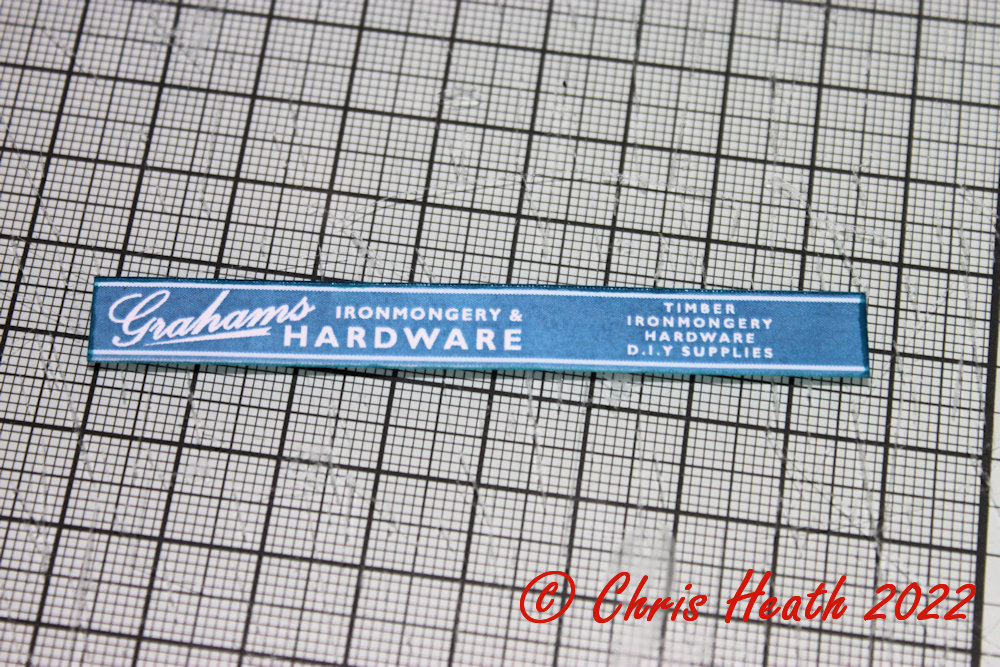 Grahams
IRONMONGERY &
HARDWARE
TIMBER
IRONMONGERY
HARDWARE
D.I.Y SUPPLIES
© Chris Heath 2022